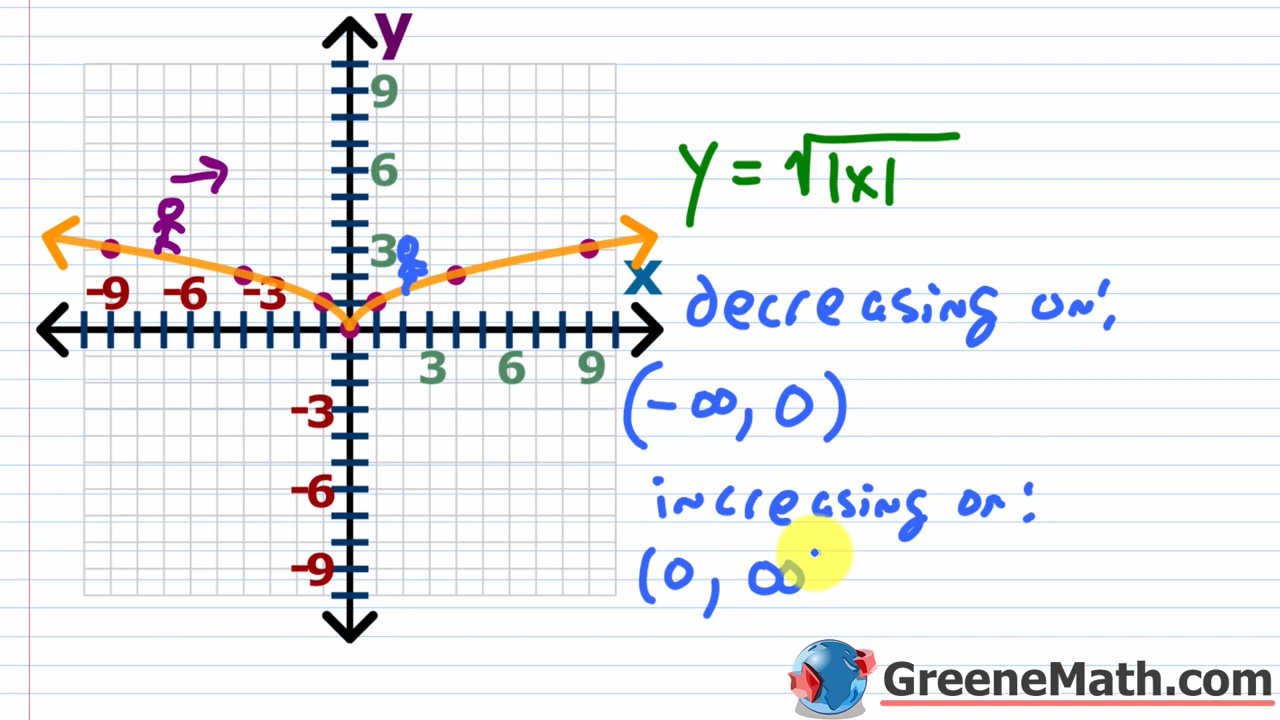 y
9
6
3
x
-9 -6 -3
3 6 9
-3
-6
-9
y = √|x|
decreasing on:
(-∞, 0)
increasing on:
(0, ∞
GreeneMath.com